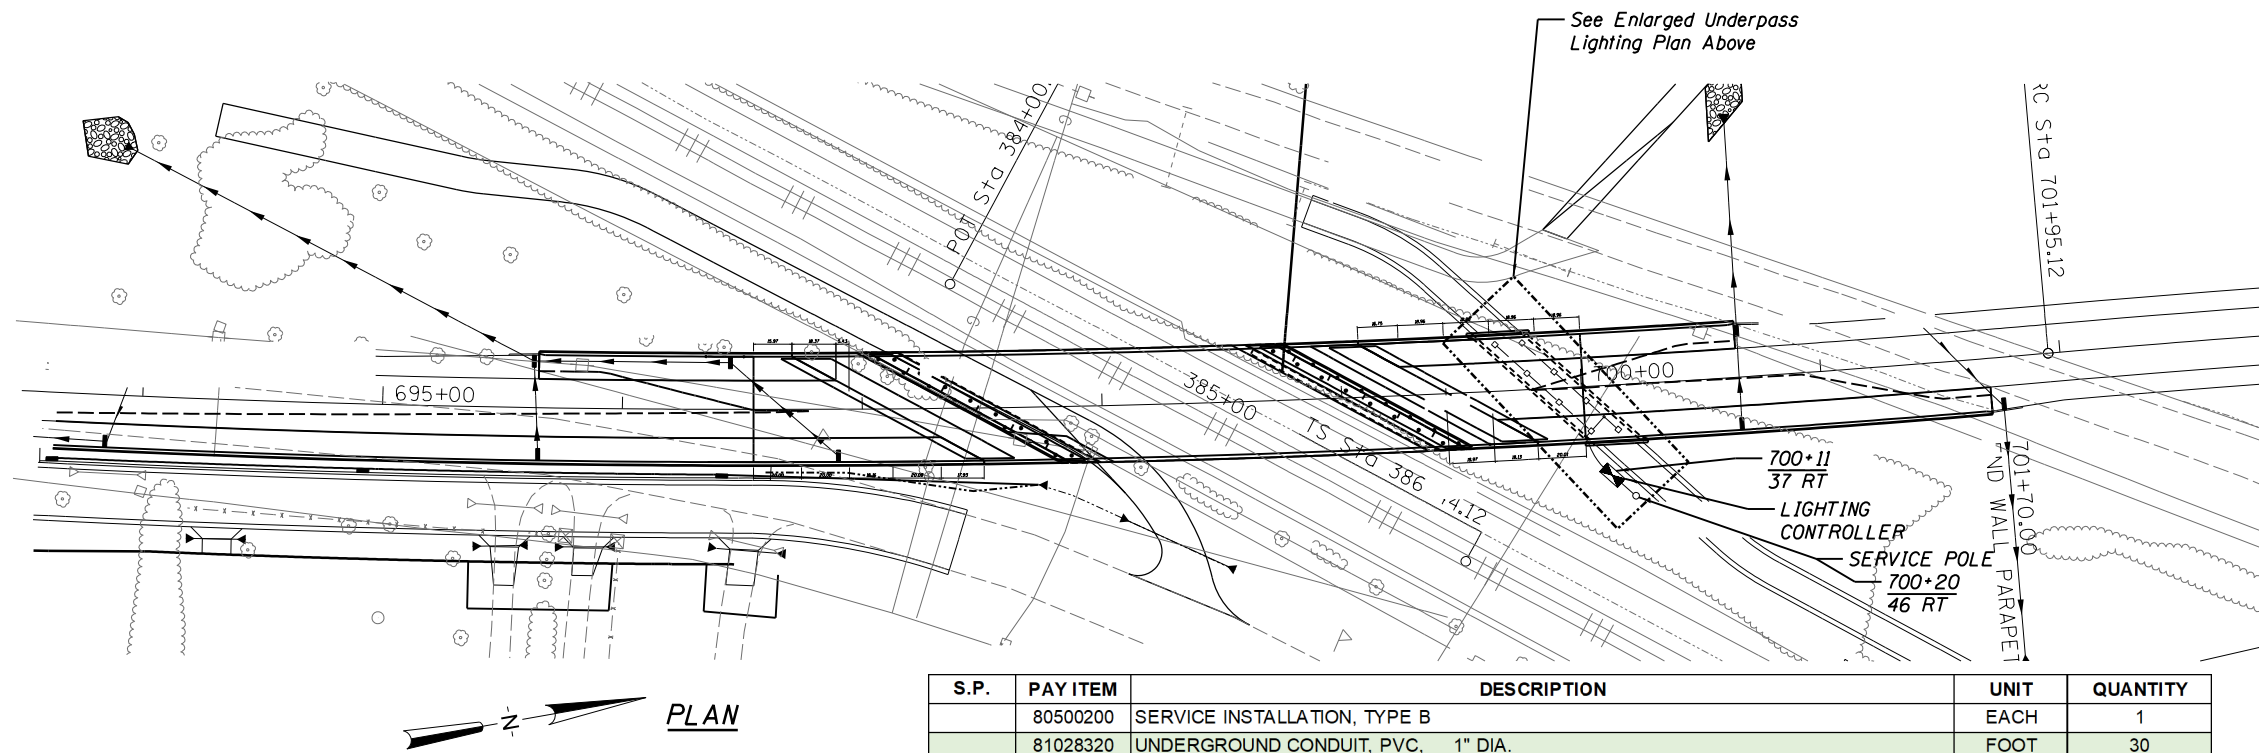 See Enlarged Underpass
Lighting Plan Above
POT Sta 384+00.
RC Sta 701+95.12
695+00
385+00
700+00
TS Sta 386
14.12
700+11
37 RT
LIGHTING
CONTROLLER
SERVICE POLE
700+20
46 RT
701+70.00
END WALL PARAPET
N
PLAN
S.P. PAY ITEM DESCRIPTION UNIT QUANTITY
80500200 SERVICE INSTALLATION, TYPE B EACH 1
81028320 UNDERGROUND CONDUIT, PVC, 1" DIA. FOOT 30